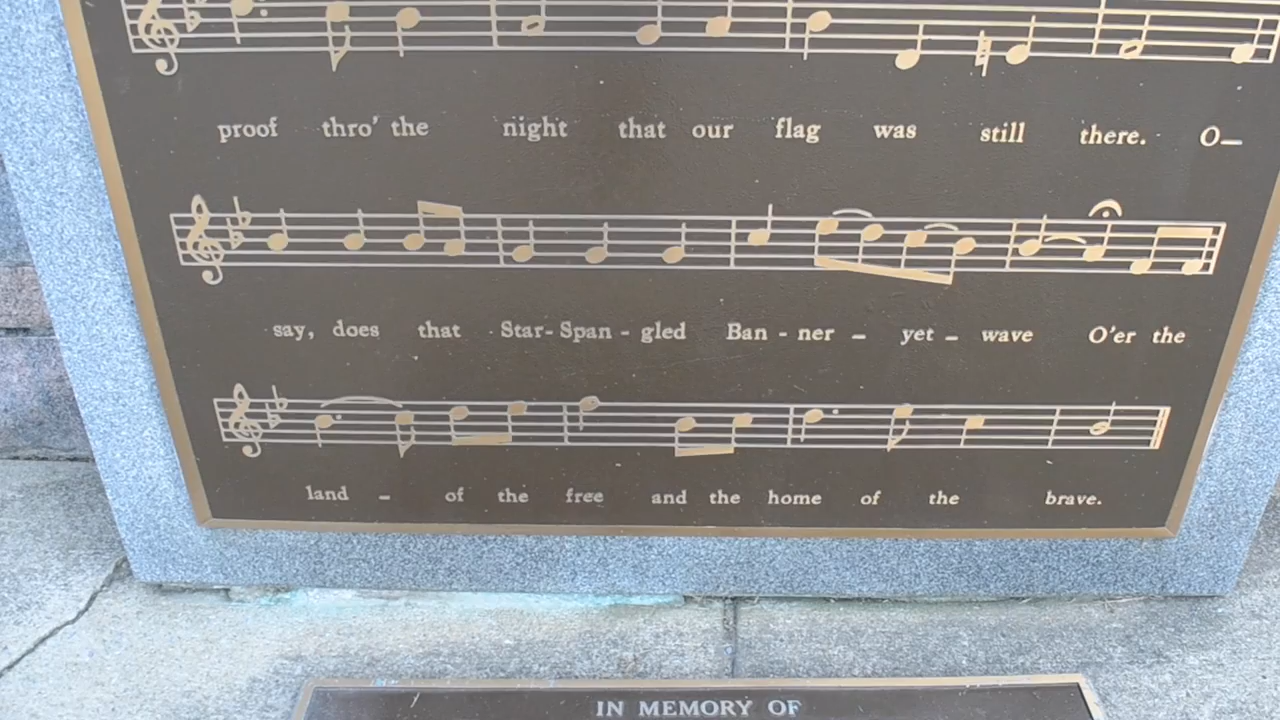 proof thro' the night that our flag was still there. O—
say, does that Star- Span - gled Ban - ner – yet – wave O'er the
land – of the free and the home of the brave.
IN MEMORY OF